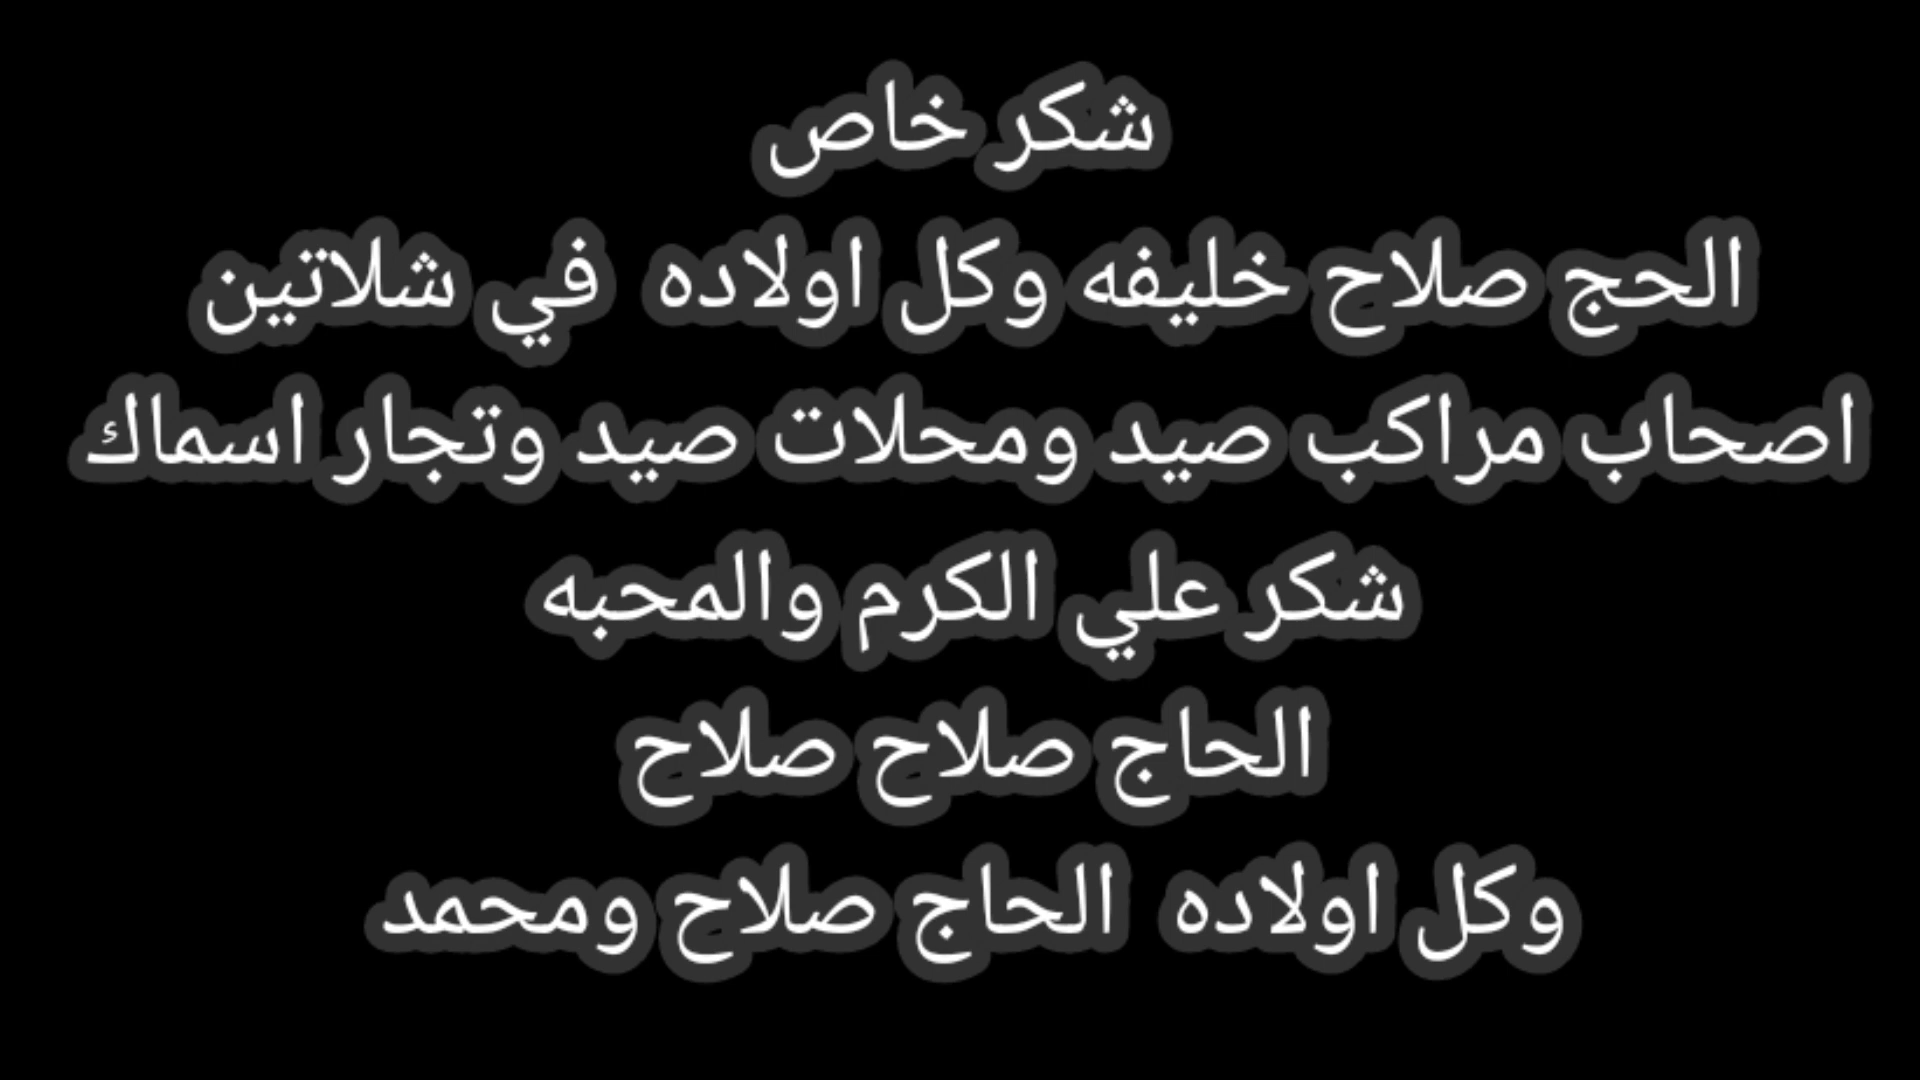 شكر خاص
الحج صلاح خليفه وكل اولاده في شلاتين
اصحاب مراكب صيد ومحلات صيد وتجار اسماك
شكر علي الكرم والمحبه
الحاج صلاح صلاح
وكل اولاده الحاج صلاح ومحمد